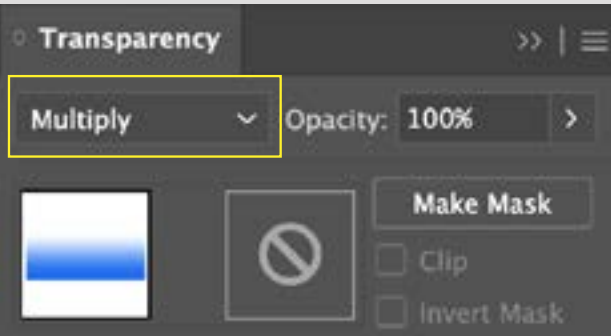 Transparency
Multiply Opacity: 100%
Make Mask
Clip
Invert Mask